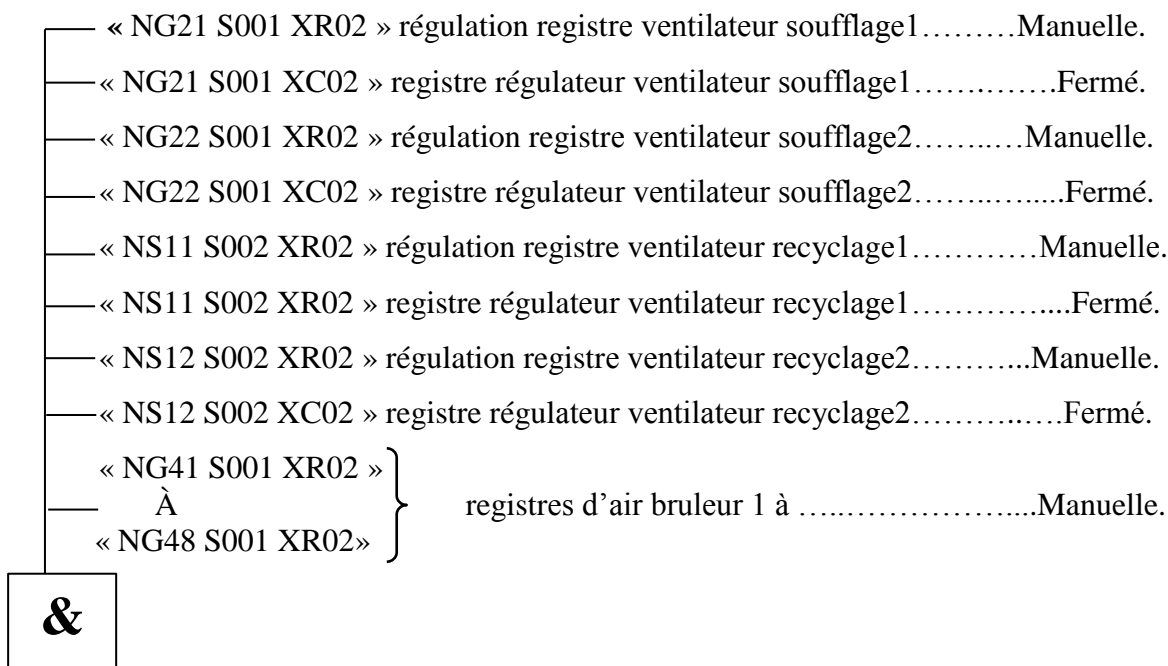 « NG21 S001 XR02 » régulation registre ventilateur soufflage1………Manuelle.
« NG21 S001 XC02 » registre régulateur ventilateur soufflage1…….…….Fermé.
« NG22 S001 XR02 » régulation registre ventilateur soufflage2……..…Manuelle.
« NG22 S001 XC02 » registre régulateur ventilateur soufflage2……..….....Fermé.
« NS11 S002 XR02 » régulation registre ventilateur recyclage1…………Manuelle.
« NS11 S002 XR02 » registre régulateur ventilateur recyclage1…………....Fermé.
« NS12 S002 XR02 » régulation registre ventilateur recyclage2………...Manuelle.
« NS12 S002 XC02 » registre régulateur ventilateur recyclage2………..….Fermé.
« NG41 S001 XR02 »
À registres d’air bruleur 1 à …..……………....Manuelle.
« NG48 S001 XR02»
&